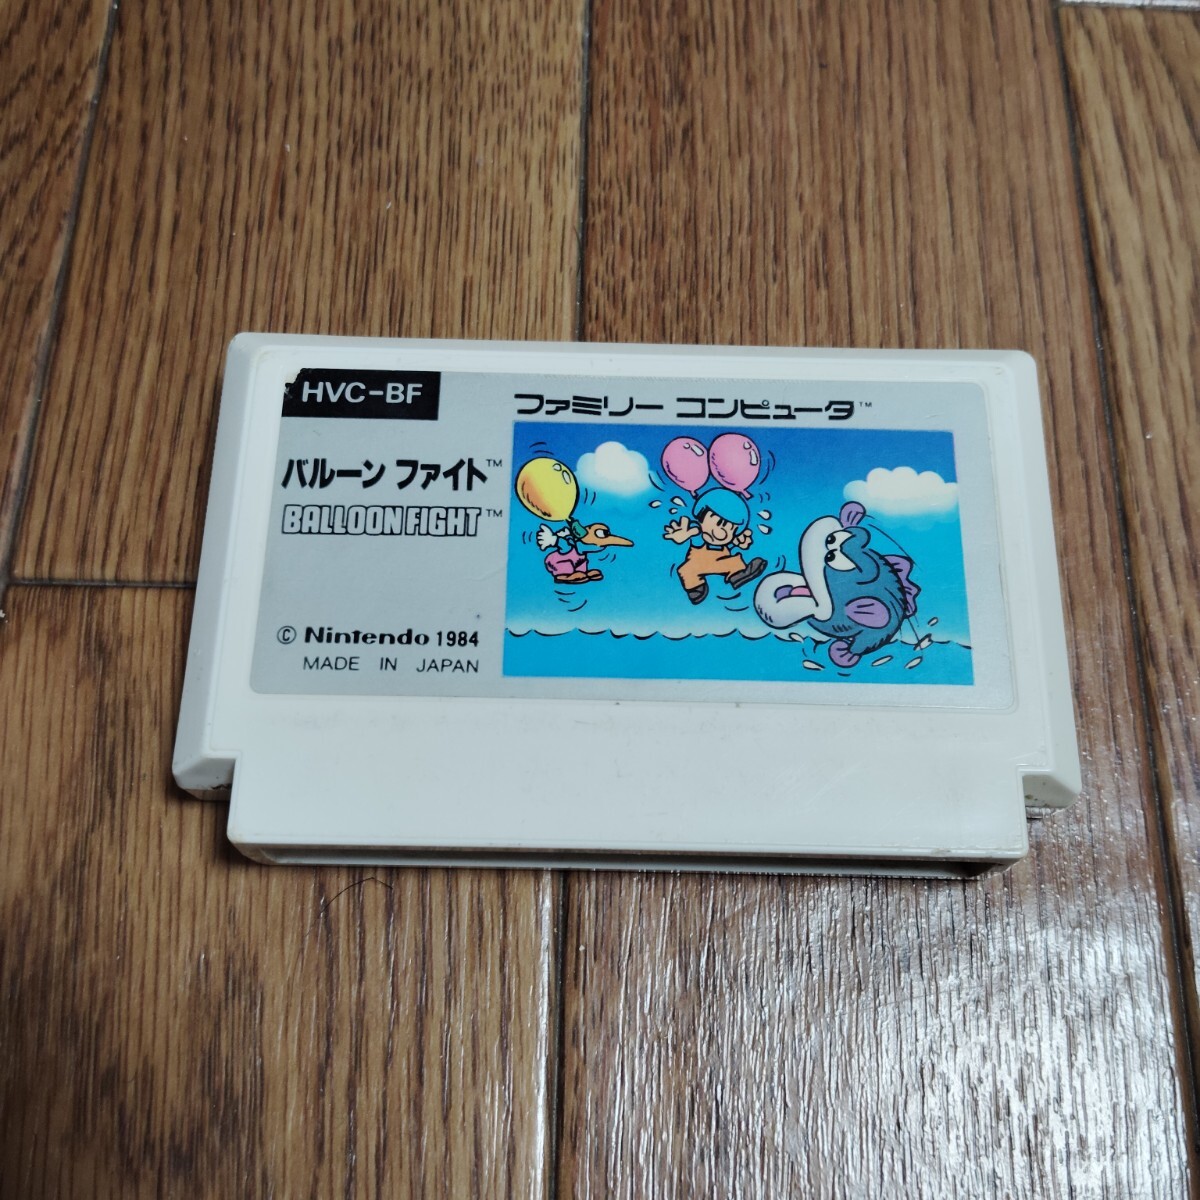 HVC-BF
ファミリー コンピュータ™
バルーン ファイト™
BALLOON FIGHT™
© Nintendo 1984
MADE IN JAPAN